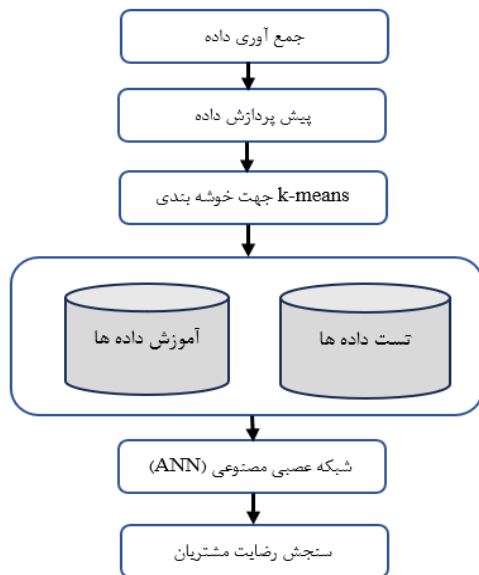 جمع آوری داده
پیش پردازش داده
k-means جهت خوشه بندی
تست داده ها
آموزش داده ها
شبکه عصبی مصنوعی (ANN)
سنجش رضایت مشتریان